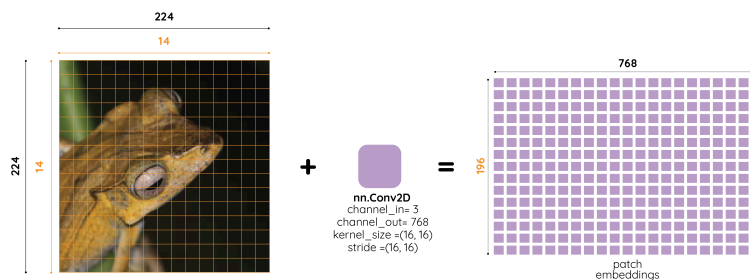 224
14
224
14
nn.Conv2D
channel_in= 3
channel_out= 768
kernel_size =(16, 16)
stride =(16, 16)
768
196
patch
embeddings